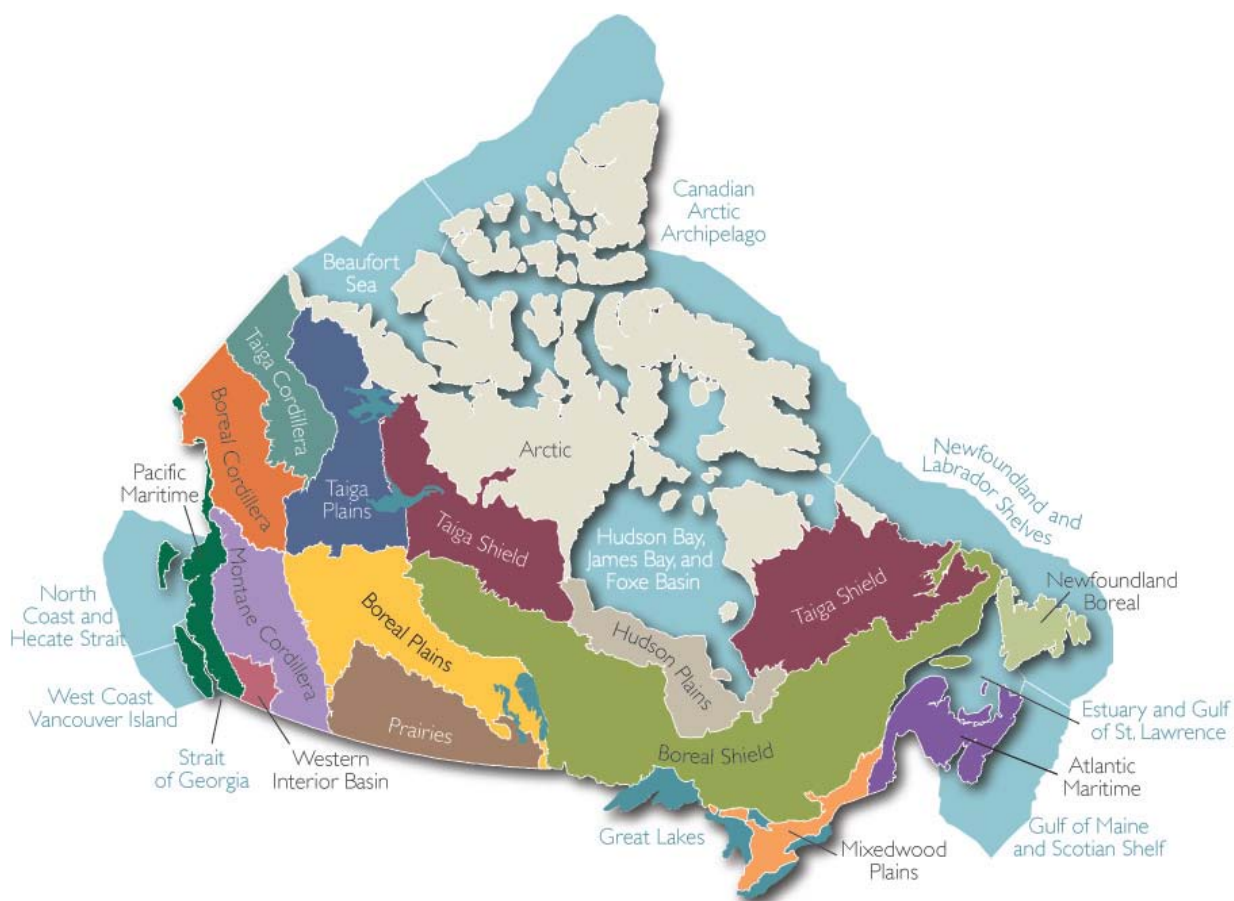 Canadian
Arctic
Archipelago
Beaufort
Sea
Taiga Cordillera
Boreal Cordillera
Pacific
Maritime
Taiga
Plains
Arctic
Taiga Shield
Hudson Bay,
James Bay, and
Foxe Basin
Newfoundland and
Labrador Shelves
Taiga Shield
Newfoundland
Boreal
North
Coast and
Hecate Strait
Montane Cordillera
Boreal Plains
Hudson Plains
West Coast
Vancouver Island
Prairies
Strait
of Georgia
Western
Interior Basin
Boreal Shield
Estuary and Gulf
of St. Lawrence
Atlantic
Maritime
Great Lakes
Mixedwood
Plains
Gulf of Maine
and Scotian Shelf